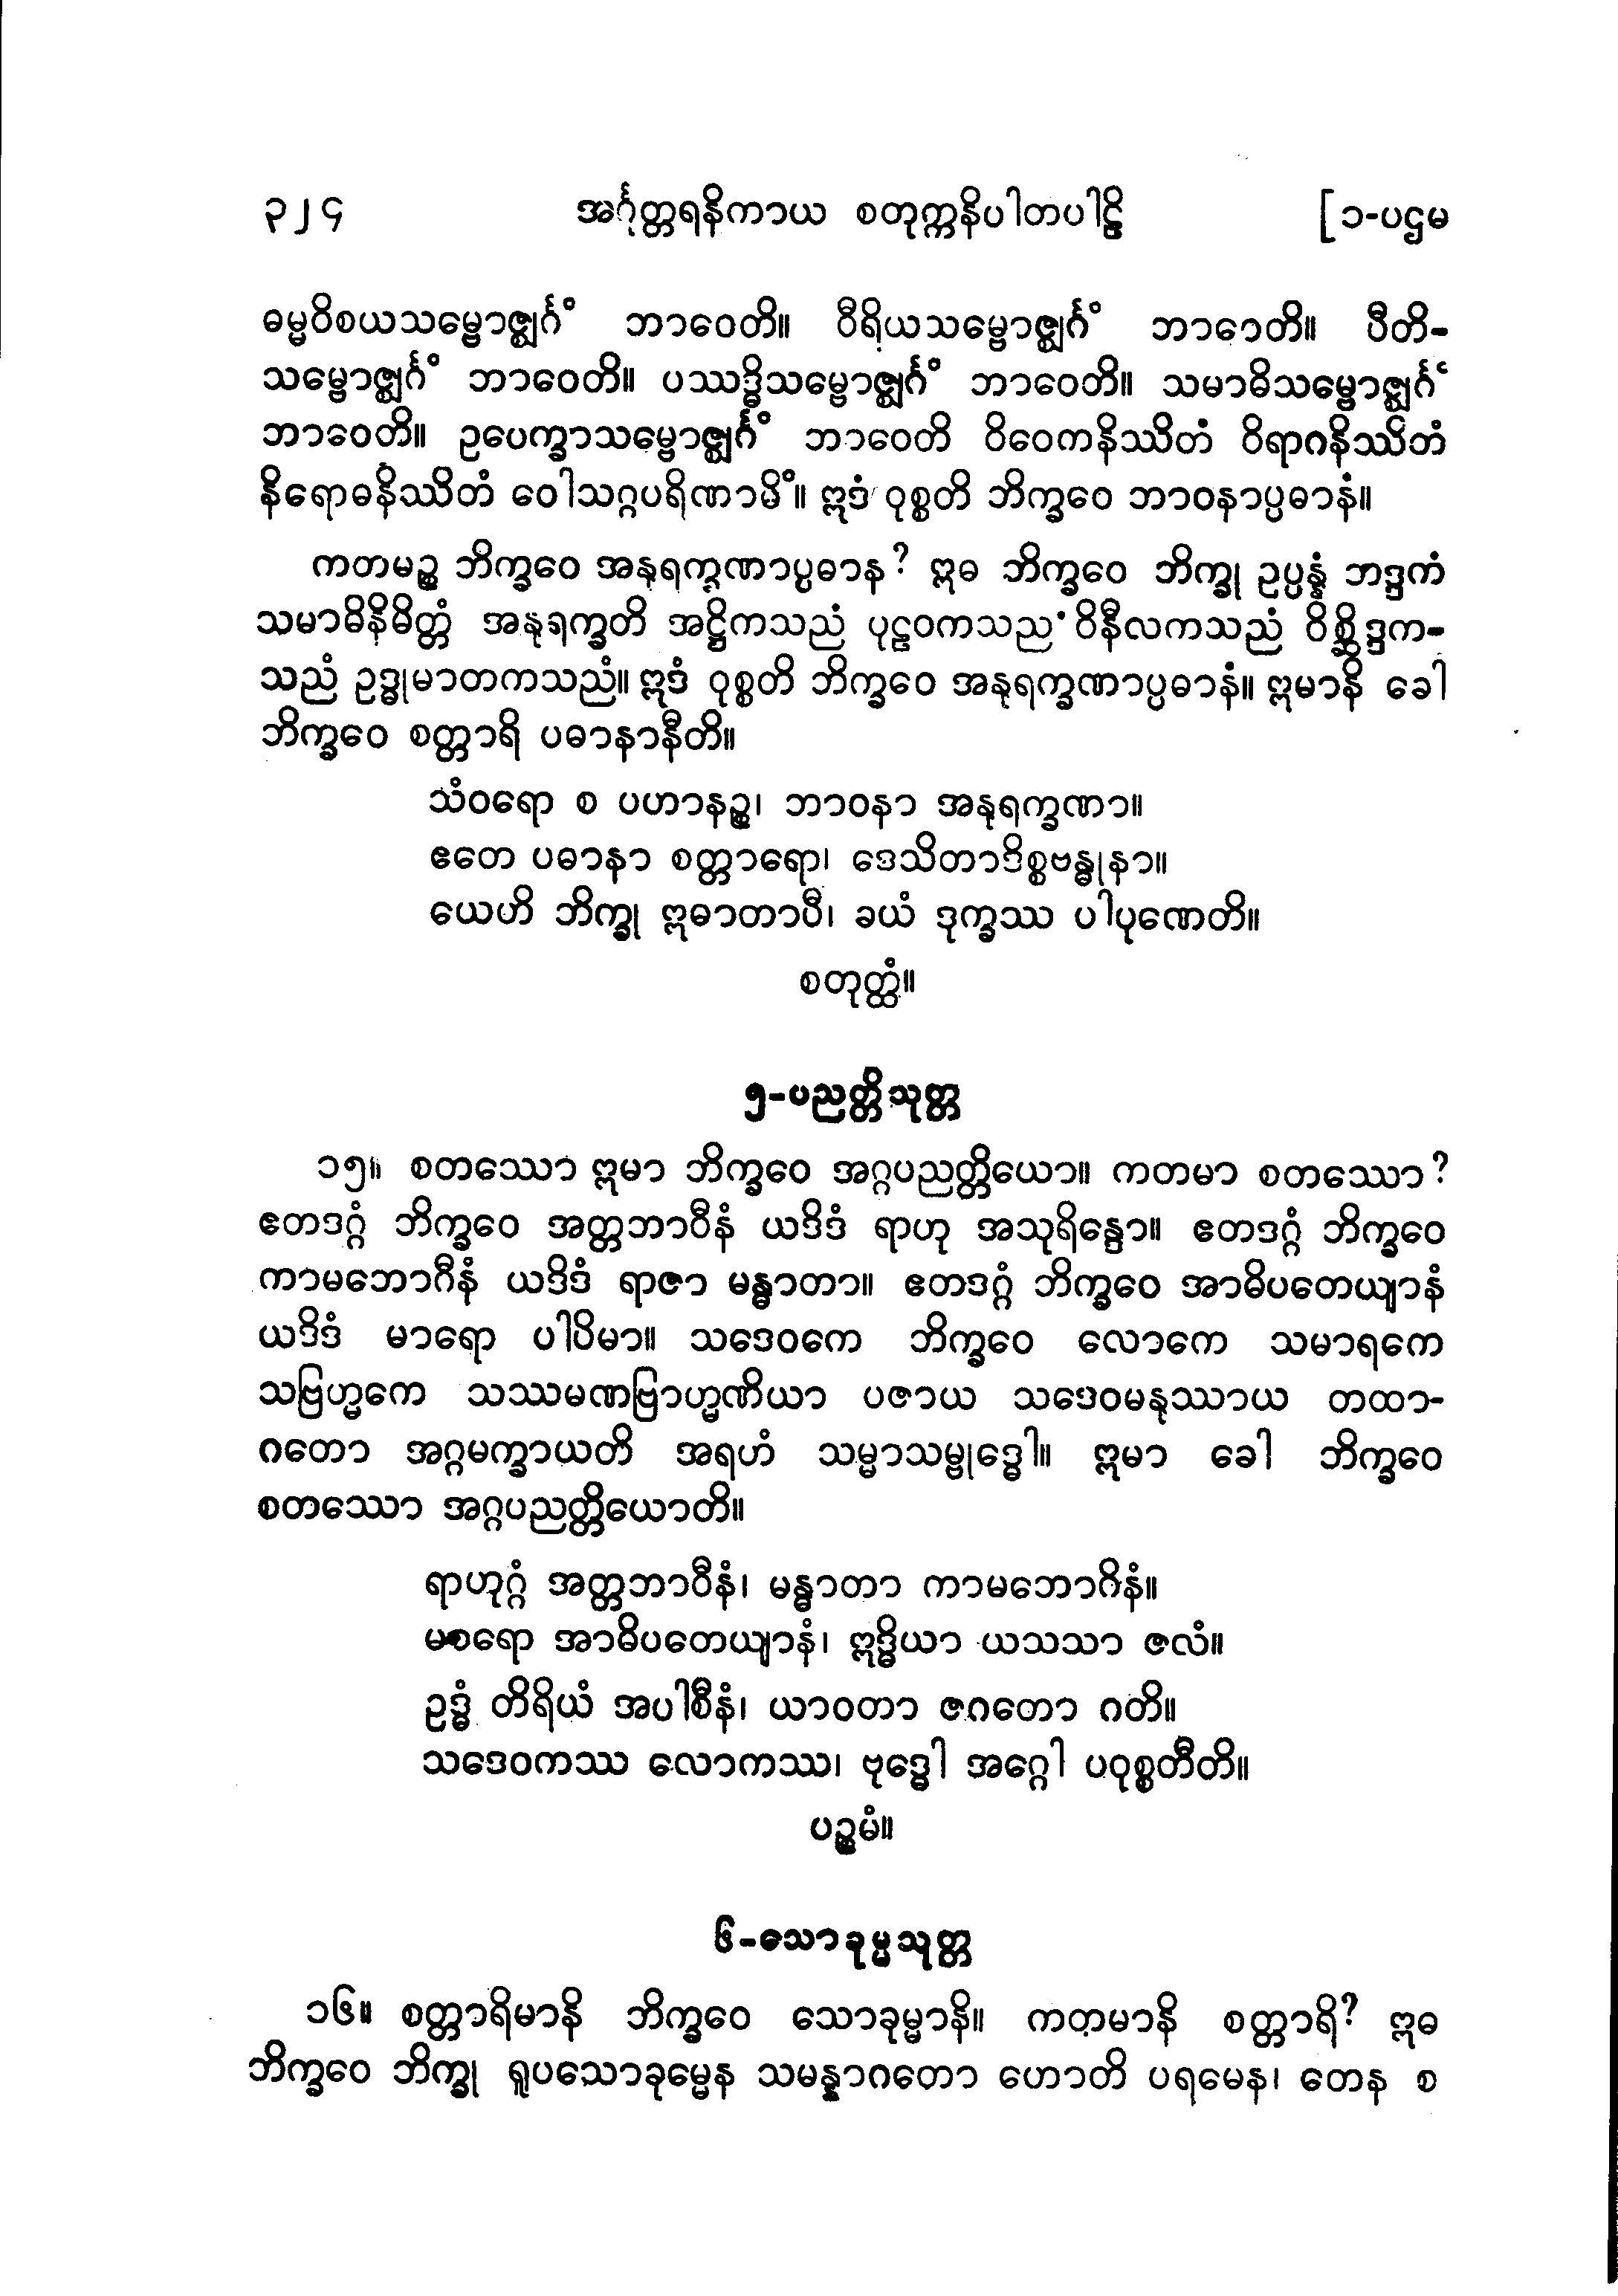 ၃၂၄ အင်္ဂုတ္တရနိကာယ စတုက္ကနိပါတပါဠိ [၁-ပဌမ
ဓမ္မဝိစယသမ္ဗောဇ္ဈင်္ဂံ ဘာဝေတိ။ ဝီရိယသမ္ဗောဇ္ဈင်္ဂံ ဘာဝေတိ။ ပီတိ-
သမ္ဗောဇ္ဈင်္ဂံ ဘာဝေတိ။ ပဿဒ္ဓိသမ္ဗောဇ္ဈင်္ဂံ ဘာဝေတိ။ သမာဓိသမ္ဗောဇ္ဈင်္ဂံ
ဘာဝေတိ။ ဥပေက္ခာသမ္ဗောဇ္ဈင်္ဂံ ဘာဝေတိ ဝိဝေကနိဿိတံ ဝိရာဂနိဿိတံ
နိရောဓနိဿိတံ ဝေါသဂ္ဂပရိဏာမိံ။ ဣဒံ ဝုစ္စတိ ဘိက္ခဝေ ဘာဝနာပ္ပဓာနံ။
ကတမဉ္စ ဘိက္ခဝေ အနုရက္ခဏာပ္ပဓာန? ဣဓ ဘိက္ခဝေ ဘိက္ခု ဥပ္ပန္နံ ဘဒ္ဒကံ
သမာဓိနိမိတ္တံ အနုရက္ခတိ အဋ္ဌိကသညံ ပုဠဝကသညံ ဝိနီလကသညံ ဝိစ္ဆိဒ္ဒက-
သညံ ဥဒ္ဓုမာတကသညံ။ ဣဒံ ဝုစ္စတိ ဘိက္ခဝေ အနုရက္ခဏာပ္ပဓာနံ။ ဣမာနိ ခေါ
ဘိက္ခဝေ စတ္တာရိ ပဓာနာနီတိ။
သံဝရော စ ပဟာနဉ္စ၊ ဘာဝနာ အနုရက္ခဏာ။
ဧတေ ပဓာနာ စတ္တာရော၊ ဒေသိတာဒိစ္စဗန္ဓုနာ။
ယေဟိ ဘိက္ခု ဣဓာတာပီ၊ ခယံ ဒုက္ခဿ ပါပုဏေတိ။
စတုတ္ထံ။
၅-ပညတ္တိသုတ္တ
၁၅။ စတဿော ဣမာ ဘိက္ခဝေ အဂ္ဂပညတ္တိယော။ ကတမာ စတဿော?
ဧတဒဂ္ဂံ ဘိက္ခဝေ အတ္တဘာဝီနံ ယဒိဒံ ရာဟု အသုရိန္ဒော။ ဧတဒဂ္ဂံ ဘိက္ခဝေ
ကာမဘောဂီနံ ယဒိဒံ ရာဇာ မန္ဓာတာ။ ဧတဒဂ္ဂံ ဘိက္ခဝေ အာဓိပတေယျာနံ
ယဒိဒံ မာရော ပါပိမာ။ သဒေဝကေ ဘိက္ခဝေ လောကေ သမာရကေ
သဗြဟ္မကေ သဿမဏဗြာဟ္မဏိယာ ပဇာယ သဒေဝမနုဿာယ တထာ-
ဂတော အဂ္ဂမက္ခာယတိ အရဟံ သမ္မာသမ္ဗုဒ္ဓေါ။ ဣမာ ခေါ ဘိက္ခဝေ
စတဿော အဂ္ဂပညတ္တိယောတိ။
ရာဟုဂ္ဂံ အတ္တဘာဝီနံ၊ မန္ဓာတာ ကာမဘောဂိနံ။
မာရော အာဓိပတေယျာနံ၊ ဣဒ္ဓိယာ ယသသာ ဇလံ။
ဥဒ္ဓံ တိရိယံ အပါစီနံ၊ ယာဝတာ ဇဂတော ဂတိ။
သဒေဝကဿ လောကဿ၊ ဗုဒ္ဓေါ အဂ္ဂေါ ပဝုစ္စတီတိ။
ပဉ္စမံ။
၆-သောခုမ္မသုတ္တ
၁၆။ စတ္တာရိမာနိ ဘိက္ခဝေ သောခုမ္မာနိ။ ကတမာနိ စတ္တာရိ? ဣဓ
ဘိက္ခဝေ ဘိက္ခု ရူပသောခုမ္မေန သမန္နာဂတော ဟောတိ ပရမေန၊ တေန စ